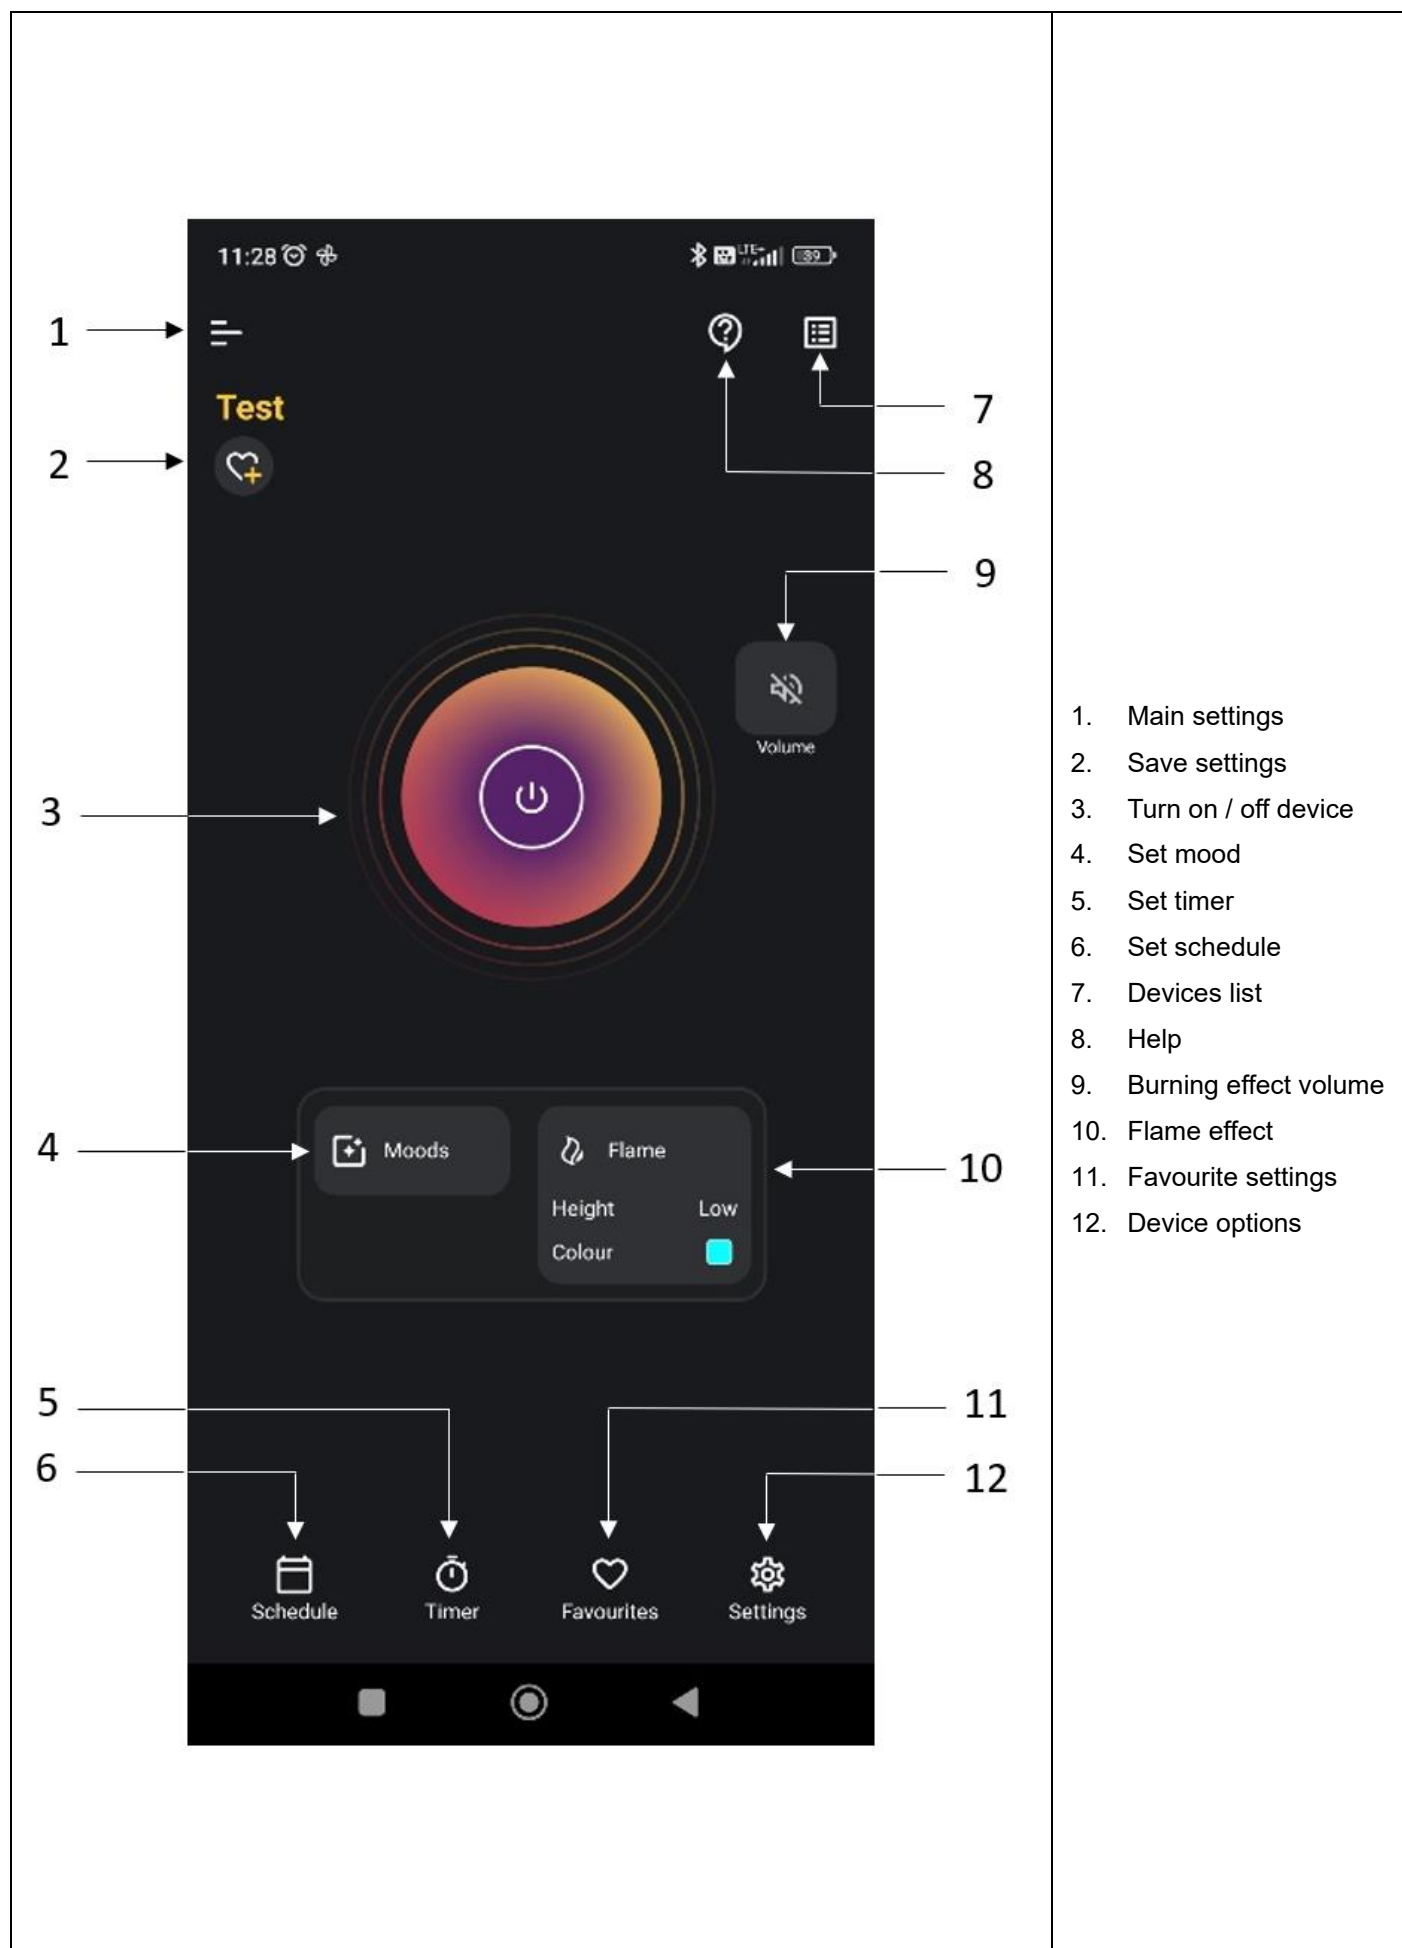 11:28
LTE+
39
1
Test
7
2
8
9
Volume
3
4
Moods
Flame
10
Height Low
Colour
5
11
6
12
Schedule Timer Favourites Settings
1. Main settings
2. Save settings
3. Turn on / off device
4. Set mood
5. Set timer
6. Set schedule
7. Devices list
8. Help
9. Burning effect volume
10. Flame effect
11. Favourite settings
12. Device options